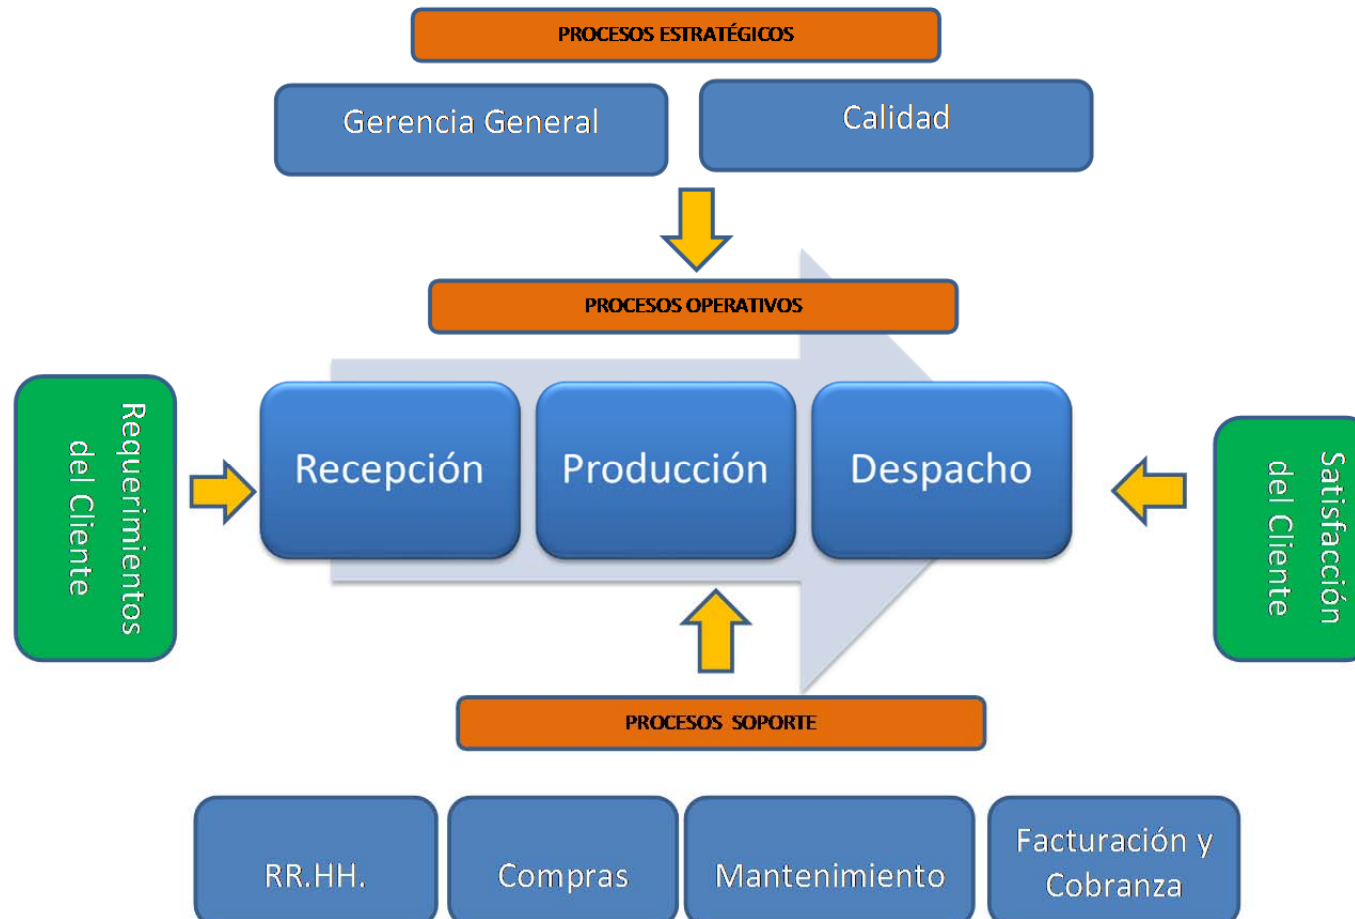 PROCESOS ESTRATÉGICOS
Gerencia General
Calidad
PROCESOS OPERATIVOS
Requerimientos
del Cliente
Recepción
Producción
Despacho
Satisfacción
del Cliente
PROCESOS SOPORTE
RR.HH.
Compras
Mantenimiento
Facturación y
Cobranza